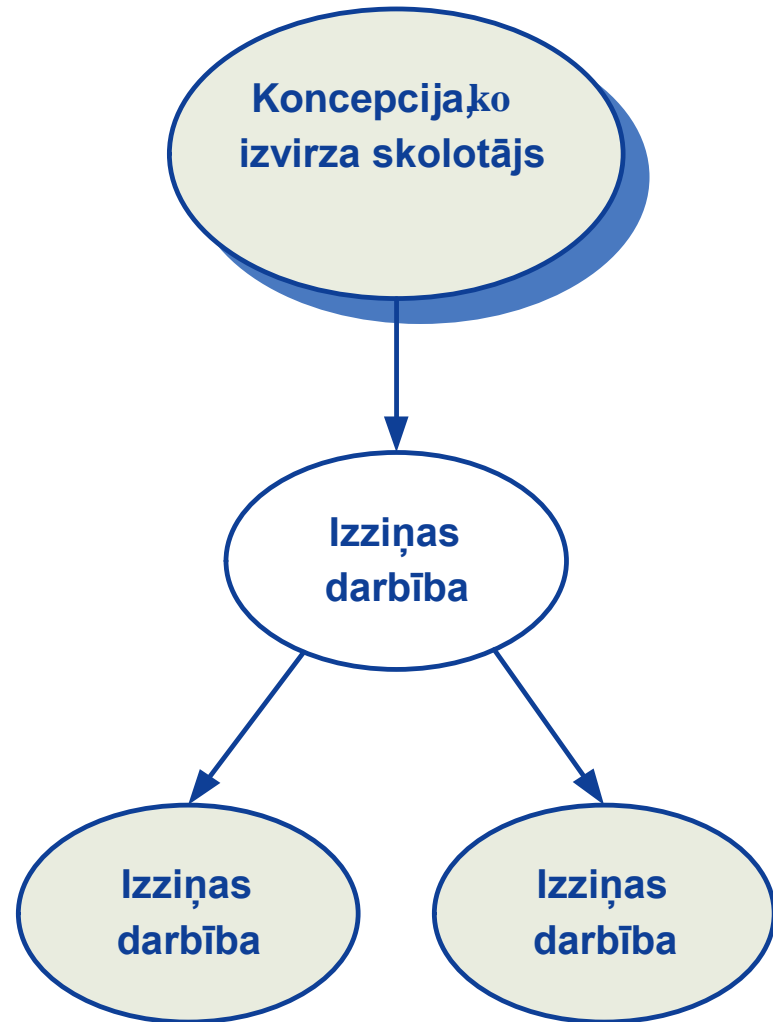 Koncepcija,ko
izvirza skolotājs
Izziņas
darbība
Izziņas
darbība
Izziņas
darbība